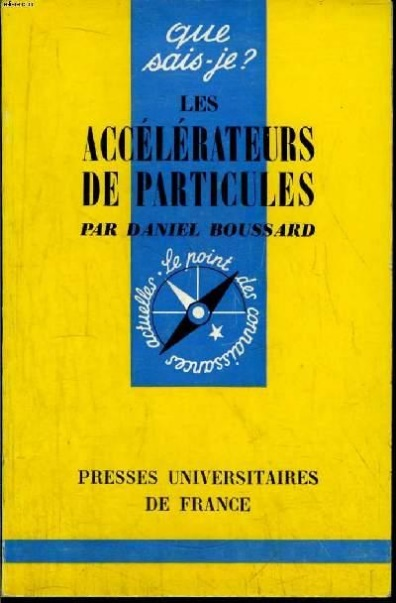 que
sais-je?
LES
ACCÉLÉRATEURS
DE PARTICULES
PAR DANIEL BOUSSARD
Le point des connaissances actuelles.
PRESSES UNIVERSITAIRES
DE FRANCE